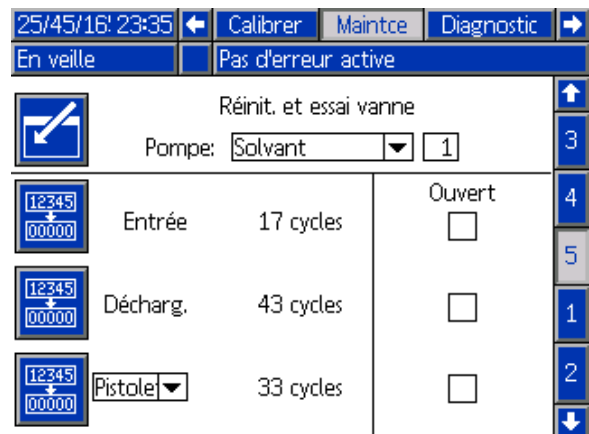 25/45/16 23:35 Calibrer Maintce Diagnostic
En veille Pas d'erreur active
Réinit. et essai vanne
Pompe: Solvant 1
3
Ouvert
12345 00000 Entrée 17 cycles
4
5
12345 00000 Décharg. 43 cycles
1
12345 00000 Pistolet 33 cycles
2